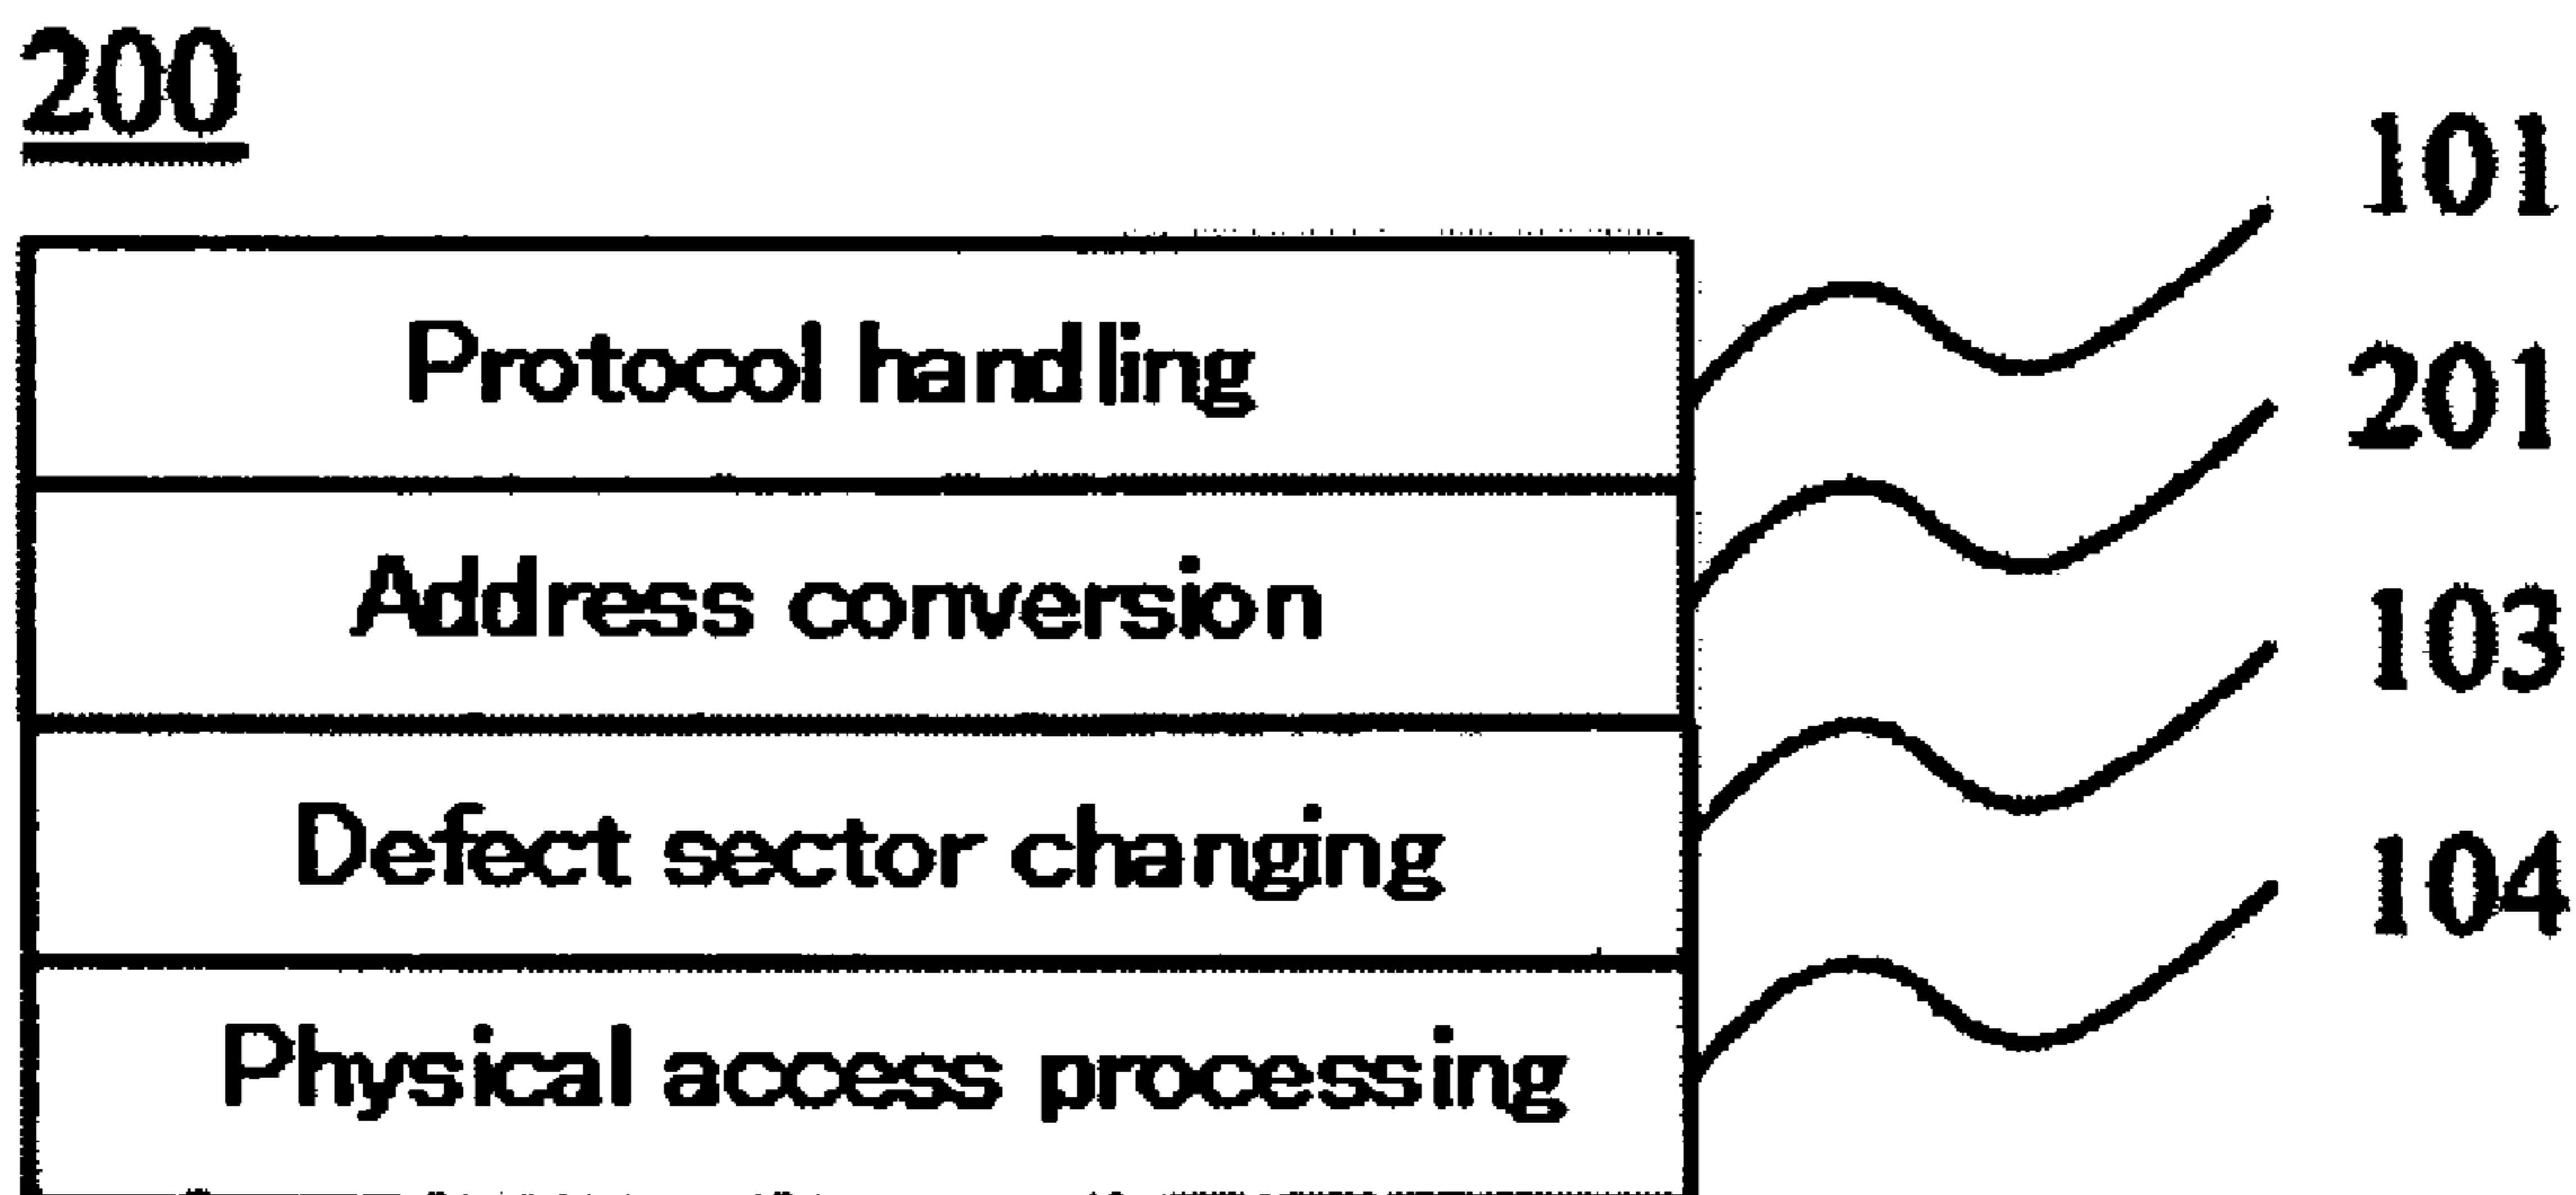 200
101
Protocol handling
201
Address conversion
103
Defect sector changing
104
Physical access processing